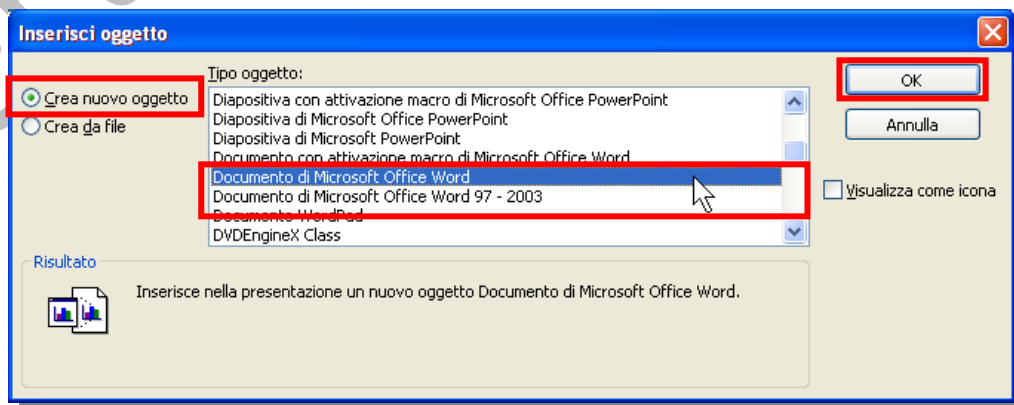 Inserisci oggetto
Tipo oggetto:
Crea nuovo oggetto
Crea da file
Diapositiva con attivazione macro di Microsoft Office PowerPoint
Diapositiva di Microsoft Office PowerPoint
Diapositiva di Microsoft PowerPoint
Documento con attivazione macro di Microsoft Office Word
Documento di Microsoft Office Word
Documento di Microsoft Office Word 97 - 2003
Documento WordPad
DVDEngineX Class
OK
Annulla
Visualizza come icona
Risultato
Inserisce nella presentazione un nuovo oggetto Documento di Microsoft Office Word.